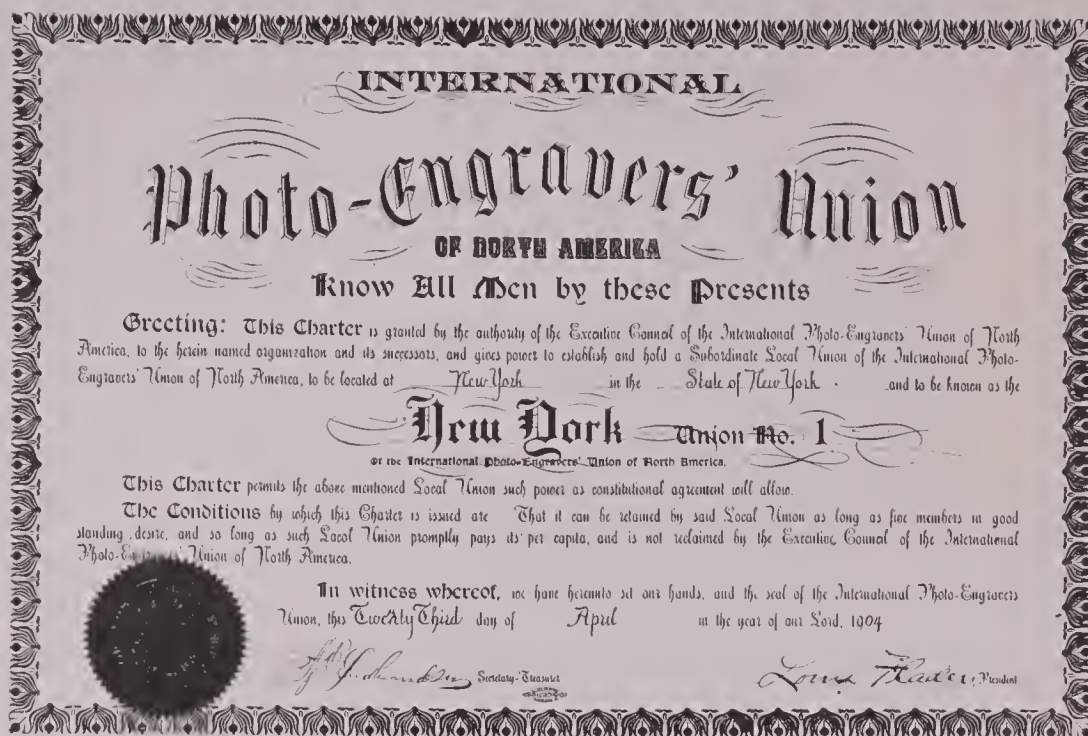 INTERNATIONAL
Photo-Engravers' Union
OF NORTH AMERICA
Know All Men by these Presents
Greeting: This Charter is granted by the authority of the Executive Council of the International Photo-Engravers' Union of North
America, to the herein named organization and its successors, and gives power to establish and hold a Subordinate Local Union of the International Photo-
Engravers' Union of North America, to be located at New York in the State of New York and to be known as the
New York Union No. 1
Of the International Photo-Engravers' Union of North America.
This Charter permits the above mentioned Local Union such power as constitutional agreement will allow.
The Conditions by which this Charter is issued are That it can be retained by said Local Union as long as five members in good
standing desire, and so long as such Local Union promptly pays its per capita, and is not reclaimed by the Executive Council of the International
Photo-Engravers' Union of North America.
In witness whereof, we have hereunto set our hands, and the seal of the International Photo-Engravers
Union, this Twenty Third day of April in the year of our Lord, 1904
Secretary-Treasurer Louis Flader, President